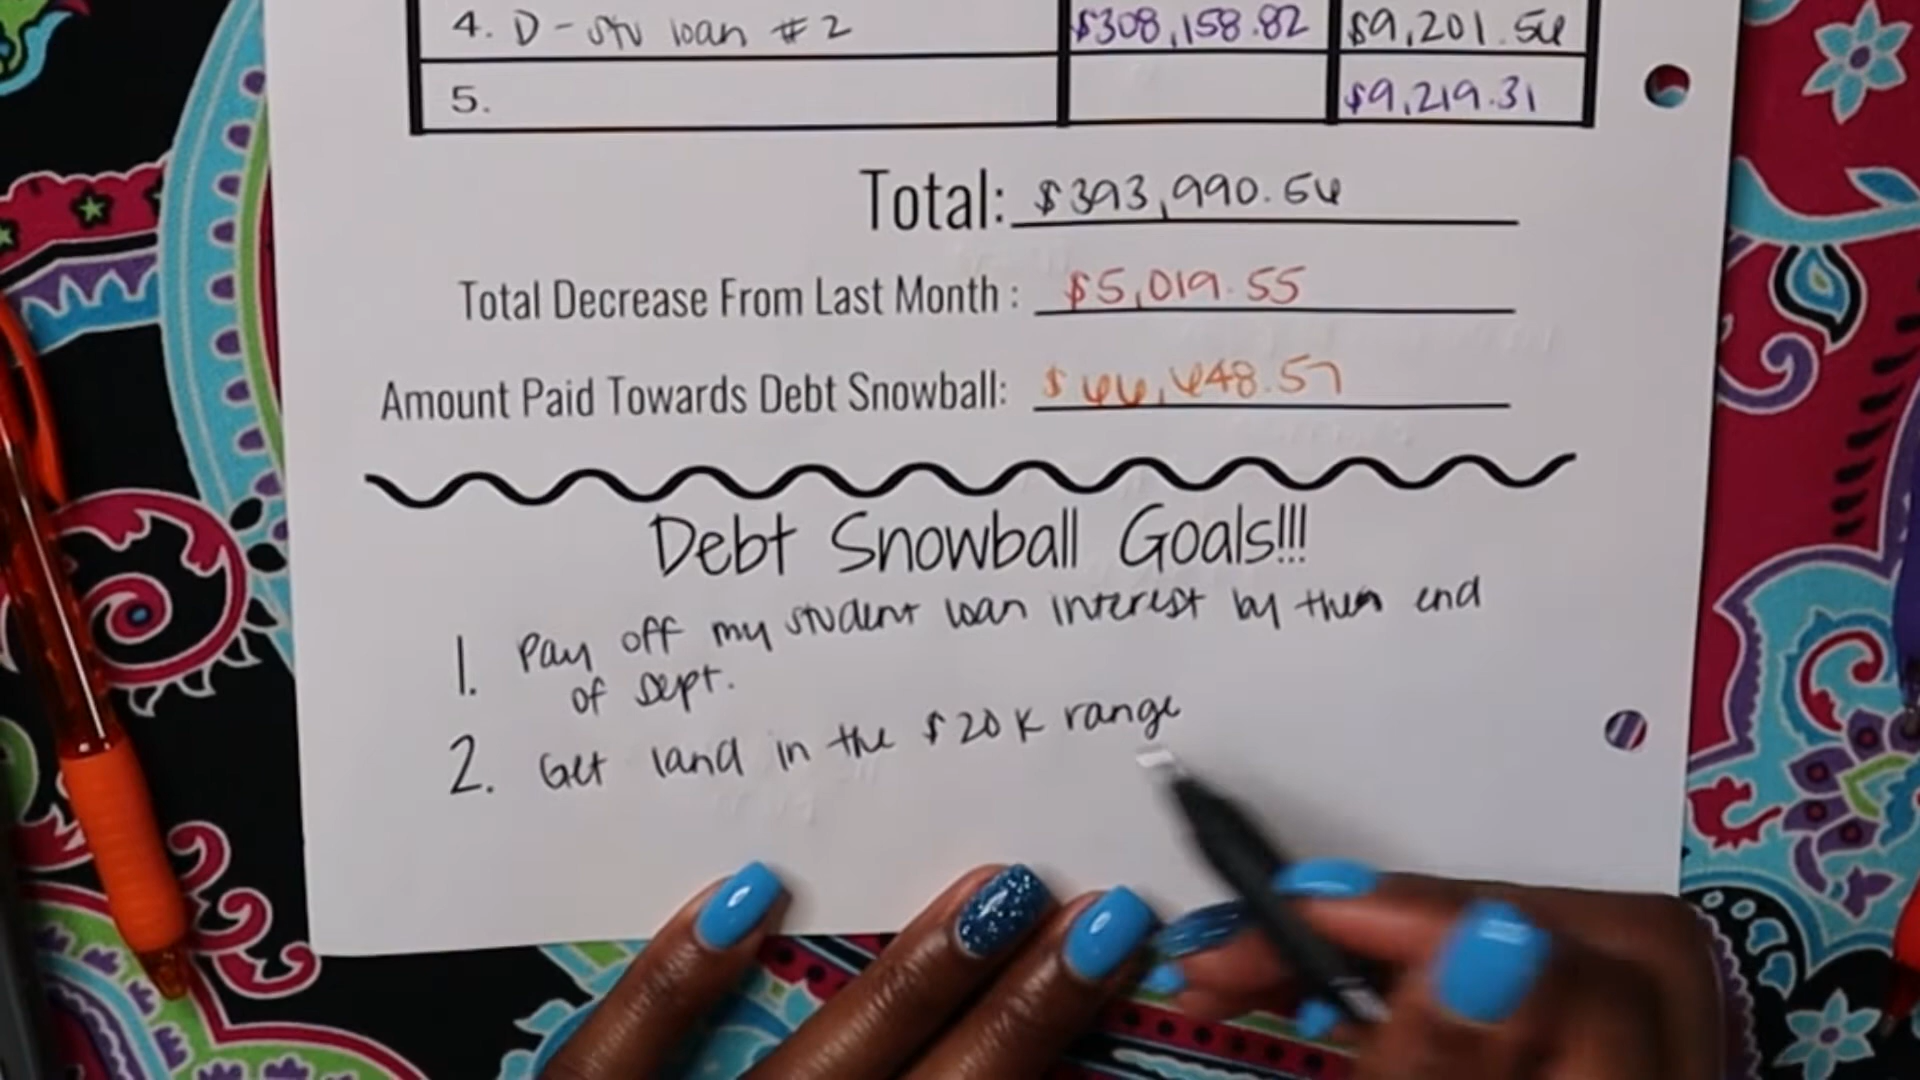 4. D - stu loan #2 $308,158.82 $9,201.56
5. $9,219.31
Total: $393,990.56
Total Decrease From Last Month : $5,019.55
Amount Paid Towards Debt Snowball: $66,648.57
Debt Snowball Goals!!!
1. Pay off my student loan interest by then end
of sept.
2. Get land in the $20K range